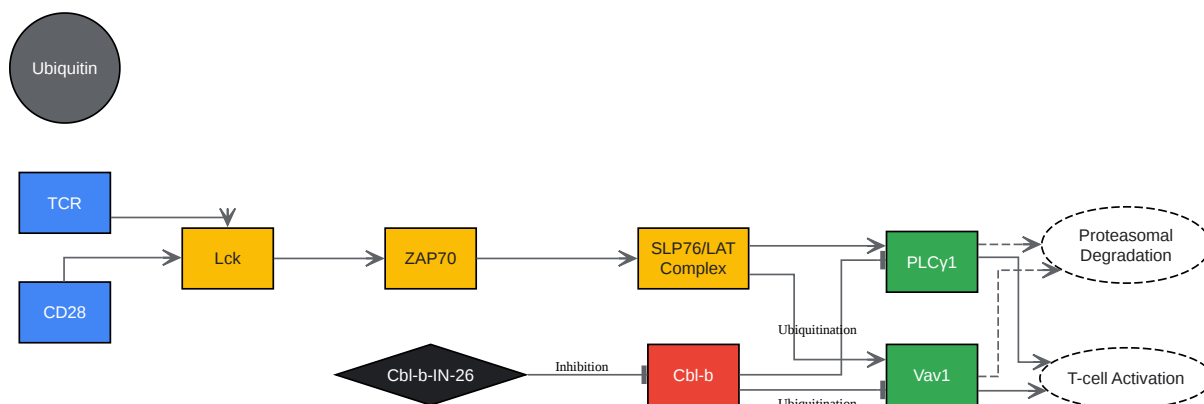 Ubiquitin
TCR
CD28
Lck
ZAP70
SLP76/LAT
Complex
PLCγ1
Proteasomal
Degradation
Ubiquitination
Cbl-b-IN-26
Inhibition
Cbl-b
Ubiquitination
Vav1
T-cell Activation